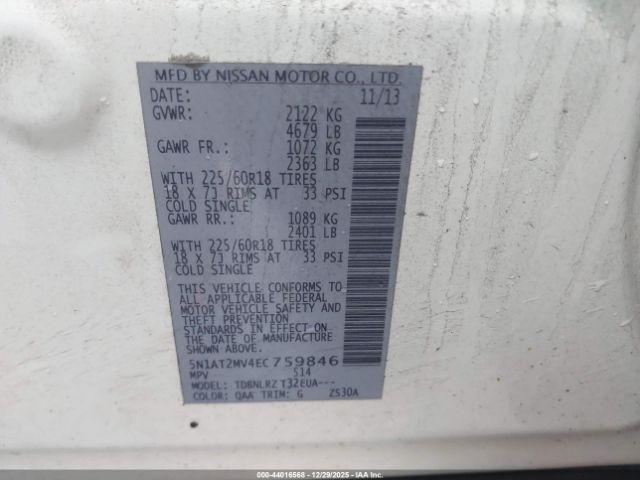 MFD BY NISSAN MOTOR CO., LTD.
DATE: 11/13
GVWR: 2122 KG
4679 LB
GAWR FR.: 1072 KG
2363 LB
WITH 225/60R18 TIRES
18 X 7J RIMS AT 33 PSI
COLD SINGLE
GAWR RR.: 1089 KG
2401 LB
WITH 225/60R18 TIRES
18 X 7J RIMS AT 33 PSI
COLD SINGLE
THIS VEHICLE CONFORMS TO
ALL APPLICABLE FEDERAL
MOTOR VEHICLE SAFETY AND
THEFT PREVENTION
STANDARDS IN EFFECT ON
THE DATE OF MANUFACTURE
SHOWN ABOVE.
5N1AT2MV4EC759846
MPV S14
MODEL: TDBNLRZ T32EUA---
COLOR: QAA TRIM: G ZS30A
000-44016568 • 12/29/2025 • IAA Inc.